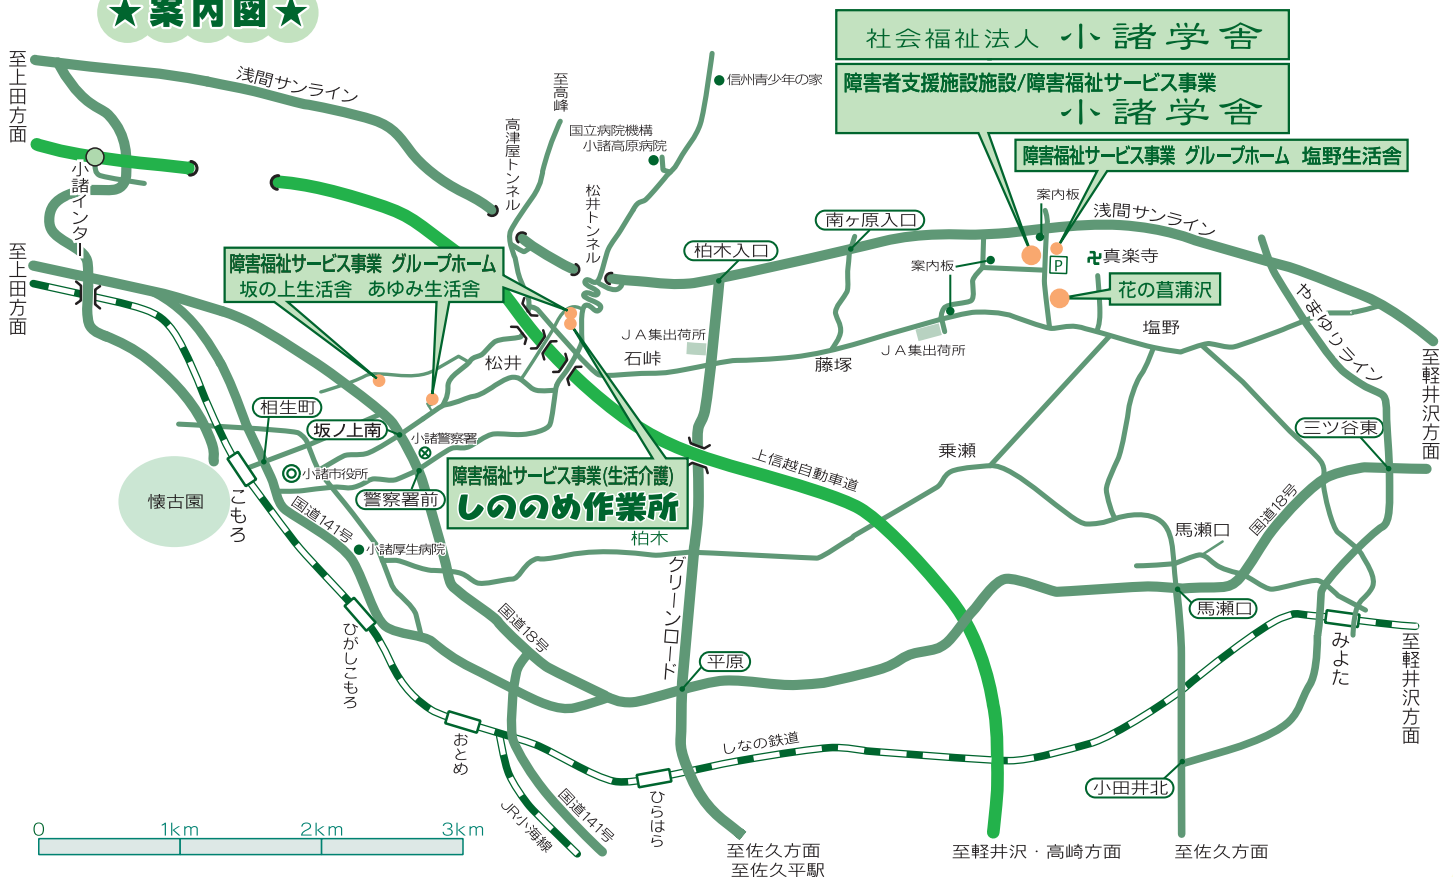 ★案内図★
社会福祉法人 小諸学舎
障害者支援施設施設/障害福祉サービス事業
小諸学舎
障害福祉サービス事業 グループホーム 塩野生活舎
至上田方面
浅間サンライン
至高峰
信州青少年の家
高津屋トンネル
国立病院機構
小諸高原病院
小諸インター
松井トンネル
案内板
南ヶ原入口
浅間サンライン
柏木入口
真楽寺
P
案内板
花の菖蒲沢
至上田方面
障害福祉サービス事業 グループホーム
坂の上生活舎 あゆみ生活舎
やまゆりライン
塩野
JA集出荷所
JA集出荷所
石峠
松井
藤塚
至軽井沢方面
相生町
坂ノ上南
小諸警察署
三ツ谷東
乗瀬
上信越自動車道
小諸市役所
障害福祉サービス事業(生活介護)
しののめ作業所
警察署前
懐古園
こもろ
国道141号
国道18号
柏木
馬瀬口
小諸厚生病院
グリーンロード
馬瀬口
国道18号
ひがしこもろ
みよた
至軽井沢方面
平原
おとめ
しなの鉄道
小田井北
ひらはら
国道141号
JR小海線
0 1km 2km 3km
至佐久方面
至佐久平駅
至軽井沢・高崎方面
至佐久方面